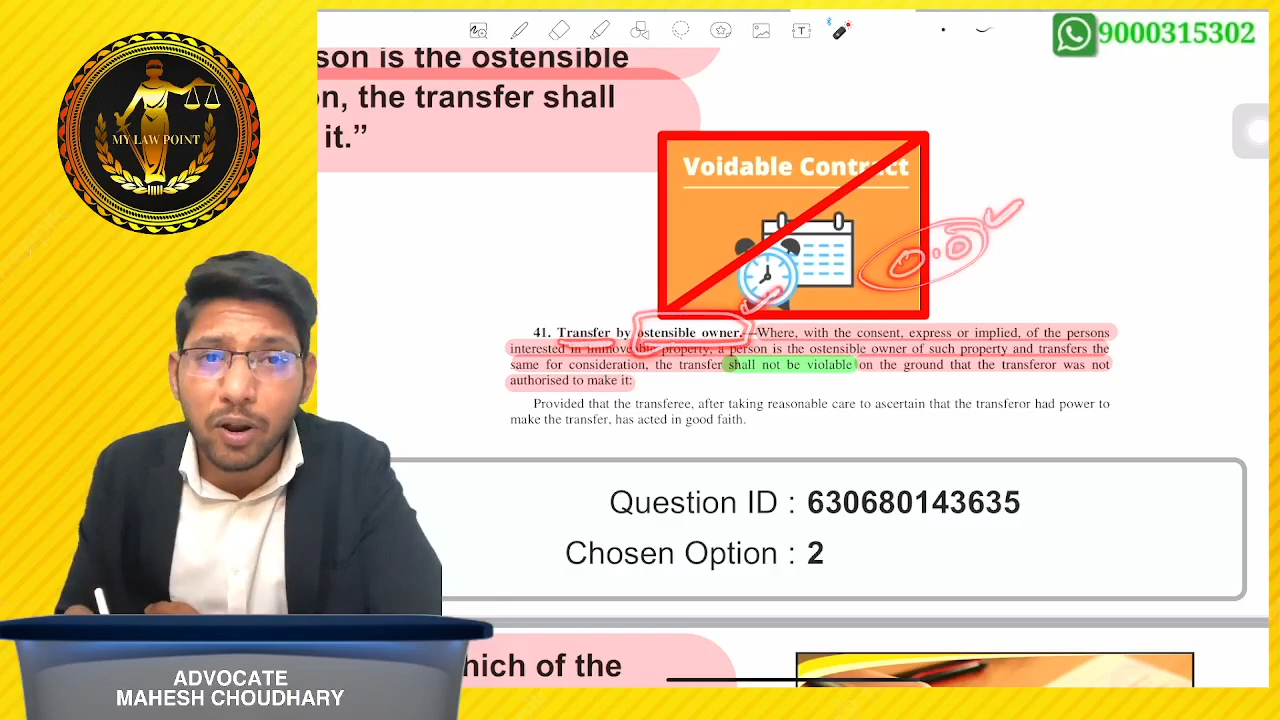 9000315302
son is the ostensible
n, the transfer shall
it.”
MY LAW POINT
Voidable Contract
41. Transfer by ostensible owner.—Where, with the consent, express or implied, of the persons
interested in immoveable property, a person is the ostensible owner of such property and transfers the
same for consideration, the transfer shall not be violable on the ground that the transferor was not
authorised to make it:
Provided that the transferee, after taking reasonable care to ascertain that the transferor had power to
make the transfer, has acted in good faith.
Question ID : 630680143635
Chosen Option : 2
hich of the
ADVOCATE
MAHESH CHOUDHARY